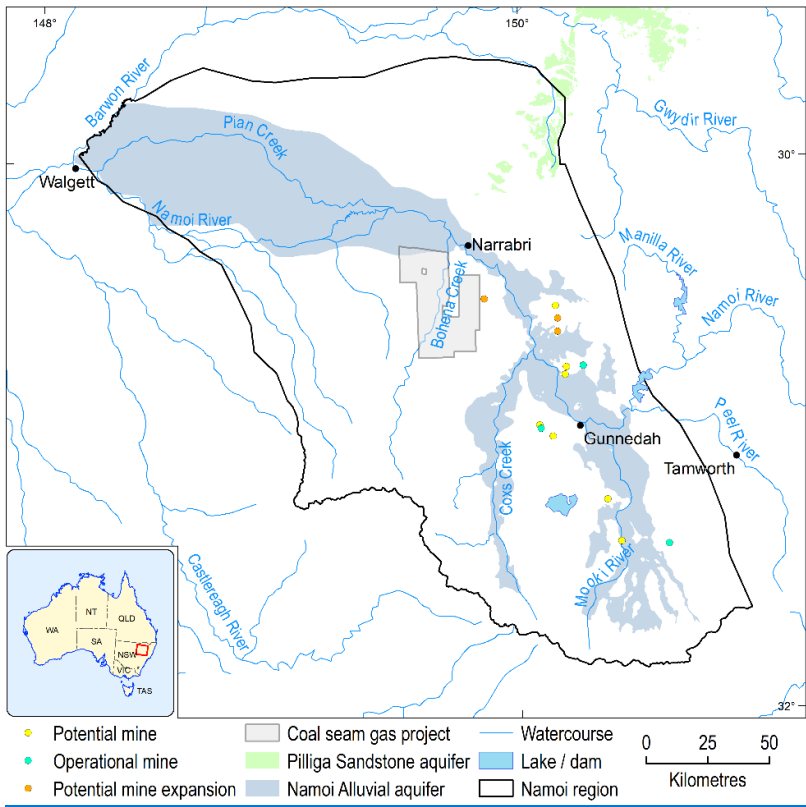 148°
150°
Barwon River
Gwydir River
Pian Creek
30°
Walgett
Namoi River
Narrabri
Manilla River
Namoi River
Bohena Creek
Peel River
Gunnedah
Tamworth
Coxs Creek
Mooki River
Castlereagh River
WA
NT
QLD
SA
NSW
VIC
TAS
32°
Potential mine
Operational mine
Potential mine expansion
Coal seam gas project
Pilliga Sandstone aquifer
Namoi Alluvial aquifer
Watercourse
Lake / dam
Namoi region
0 25 50
Kilometres